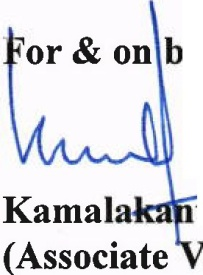 For & on b
Kamalakan
(Associate V